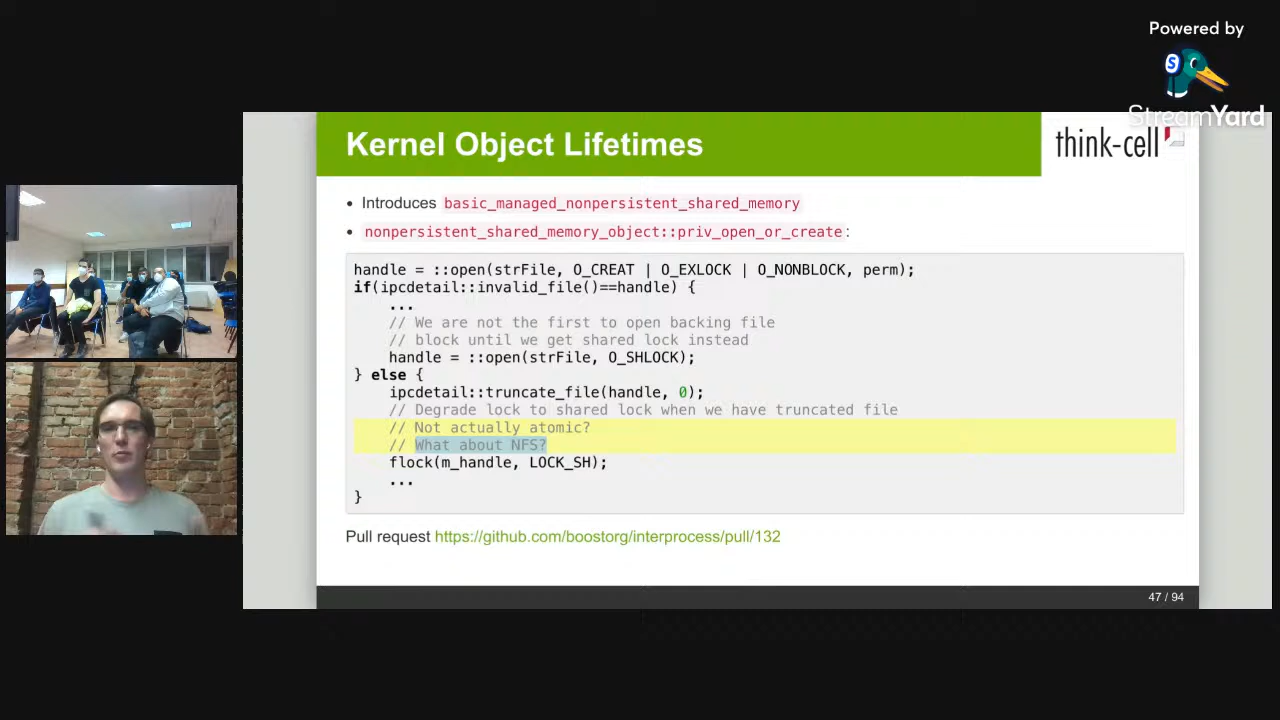 Powered by
StreamYard
Kernel Object Lifetimes
think-cell
• Introduces basic_managed_nonpersistent_shared_memory
• nonpersistent_shared_memory_object::priv_open_or_create:
handle = ::open(strFile, O_CREAT | O_EXLOCK | O_NONBLOCK, perm);
if(ipcdetail::invalid_file()==handle) {
...
// We are not the first to open backing file
// block until we get shared lock instead
handle = ::open(strFile, O_SHLOCK);
} else {
ipcdetail::truncate_file(handle, 0);
// Degrade lock to shared lock when we have truncated file
// Not actually atomic?
// What about NFS?
flock(m_handle, LOCK_SH);
...
}
Pull request https://github.com/boostorg/interprocess/pull/132
47 / 94